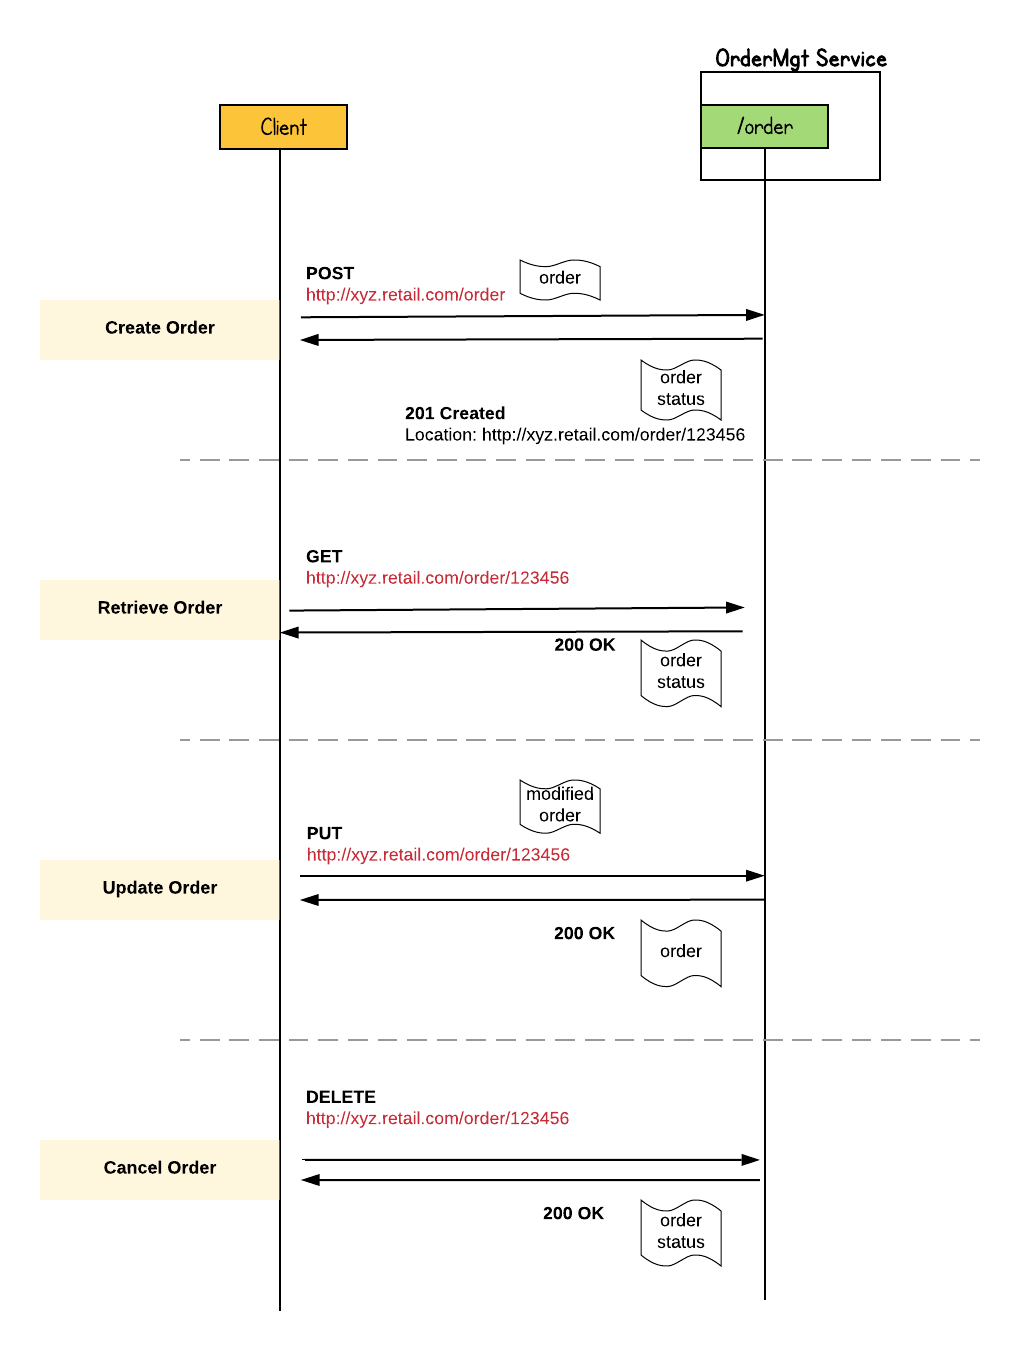 OrderMgt Service
Client
/order
POST
http://xyz.retail.com/order
order
Create Order
order
status
201 Created
Location: http://xyz.retail.com/order/123456
GET
http://xyz.retail.com/order/123456
Retrieve Order
200 OK
order
status
modified
order
PUT
http://xyz.retail.com/order/123456
Update Order
200 OK
order
DELETE
http://xyz.retail.com/order/123456
Cancel Order
200 OK
order
status